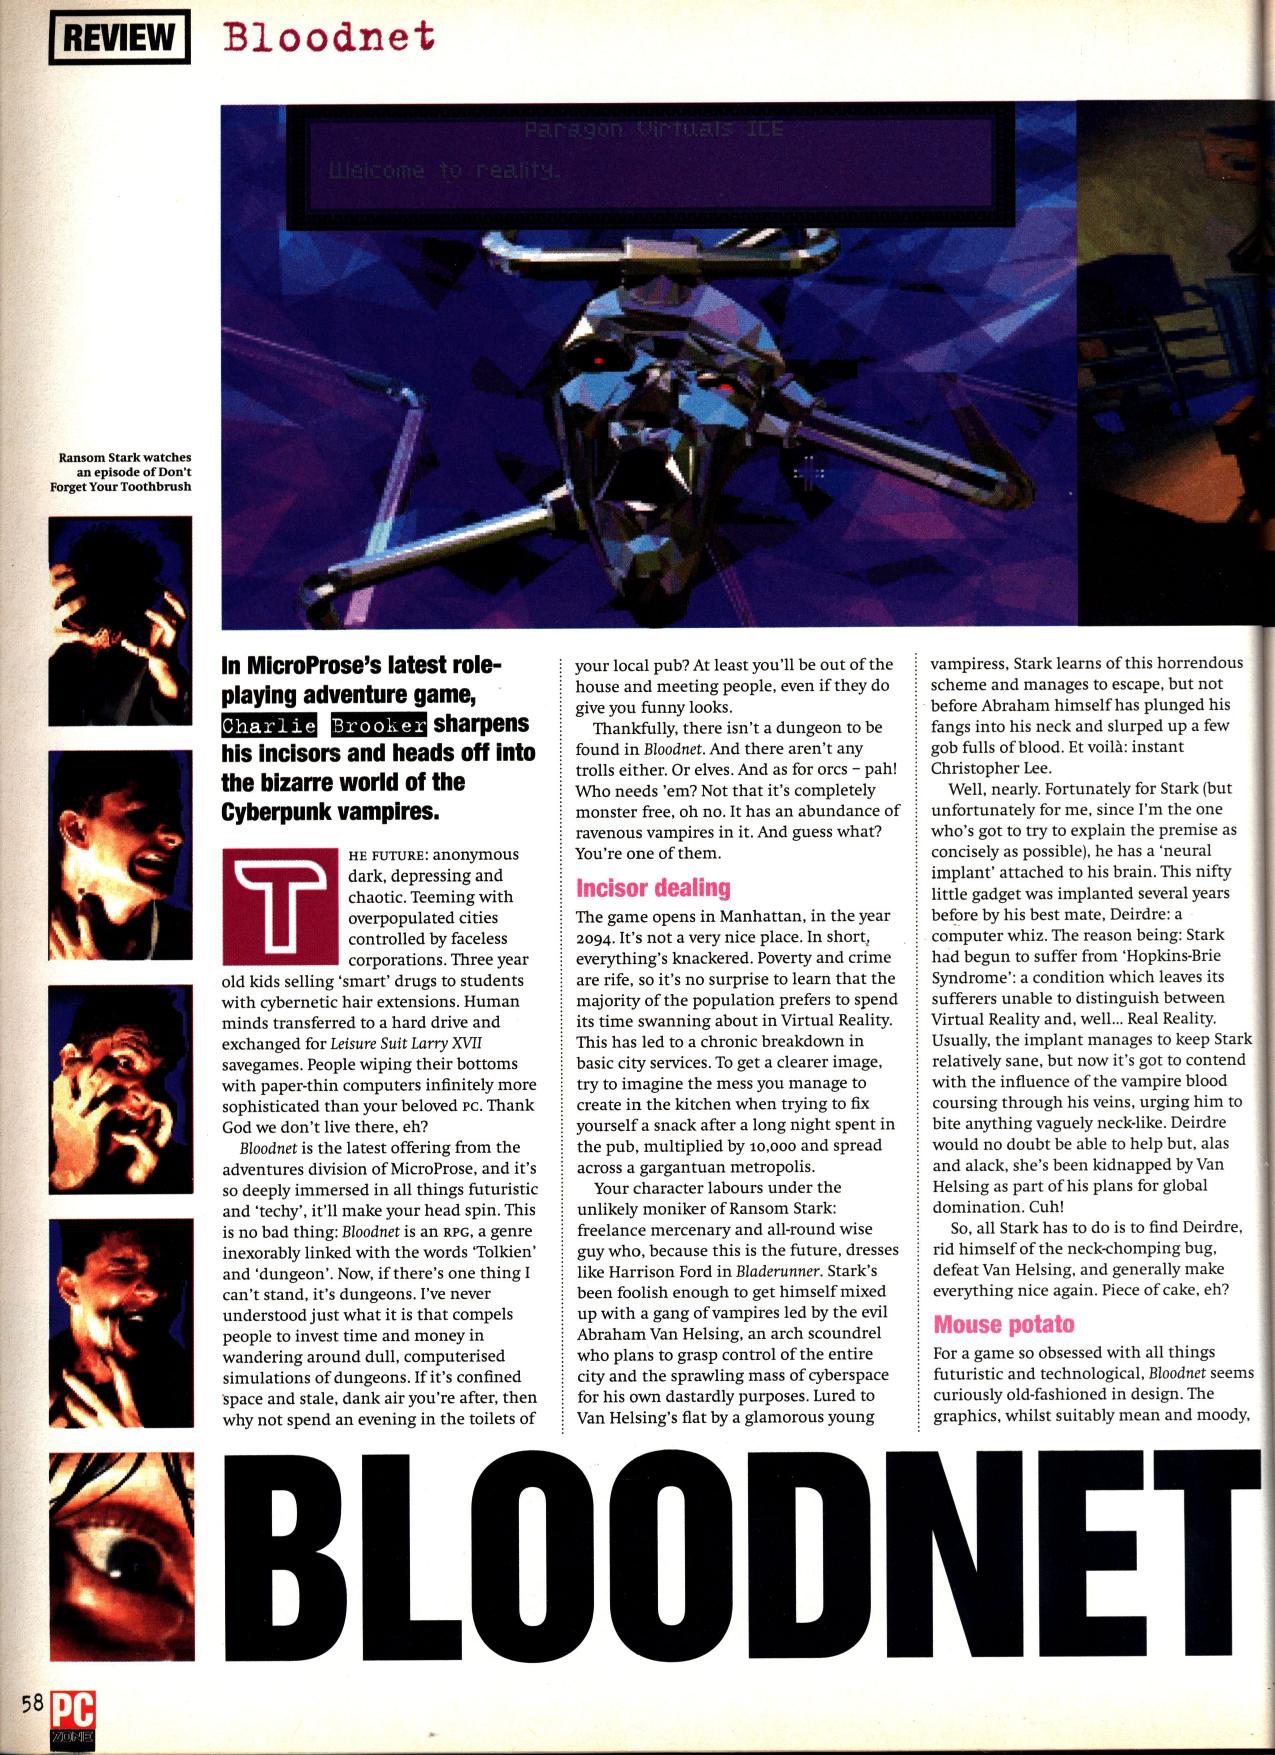 REVIEW
Bloodnet
Paragon Virtuals ICE
Welcome to reality.
Ransom Stark watches
an episode of Don't
Forget Your Toothbrush
In MicroProse's latest role-
playing adventure game,
Charlie Brooker sharpens
his incisors and heads off into
the bizarre world of the
Cyberpunk vampires.
THE FUTURE: anonymous
dark, depressing and
chaotic. Teeming with
overpopulated cities
controlled by faceless
corporations. Three year
old kids selling 'smart' drugs to students
with cybernetic hair extensions. Human
minds transferred to a hard drive and
exchanged for Leisure Suit Larry XVII
savegames. People wiping their bottoms
with paper-thin computers infinitely more
sophisticated than your beloved PC. Thank
God we don't live there, eh?
Bloodnet is the latest offering from the
adventures division of MicroProse, and it's
so deeply immersed in all things futuristic
and 'techy', it'll make your head spin. This
is no bad thing: Bloodnet is an RPG, a genre
inexorably linked with the words 'Tolkien'
and 'dungeon'. Now, if there's one thing I
can't stand, it's dungeons. I've never
understood just what it is that compels
people to invest time and money in
wandering around dull, computerised
simulations of dungeons. If it's confined
space and stale, dank air you're after, then
why not spend an evening in the toilets of
your local pub? At least you'll be out of the
house and meeting people, even if they do
give you funny looks.
Thankfully, there isn't a dungeon to be
found in Bloodnet. And there aren't any
trolls either. Or elves. And as for orcs – pah!
Who needs 'em? Not that it's completely
monster free, oh no. It has an abundance of
ravenous vampires in it. And guess what?
You're one of them.
Incisor dealing
The game opens in Manhattan, in the year
2094. It's not a very nice place. In short,
everything's knackered. Poverty and crime
are rife, so it's no surprise to learn that the
majority of the population prefers to spend
its time swanning about in Virtual Reality.
This has led to a chronic breakdown in
basic city services. To get a clearer image,
try to imagine the mess you manage to
create in the kitchen when trying to fix
yourself a snack after a long night spent in
the pub, multiplied by 10,000 and spread
across a gargantuan metropolis.
Your character labours under the
unlikely moniker of Ransom Stark:
freelance mercenary and all-round wise
guy who, because this is the future, dresses
like Harrison Ford in Bladerunner. Stark's
been foolish enough to get himself mixed
up with a gang of vampires led by the evil
Abraham Van Helsing, an arch scoundrel
who plans to grasp control of the entire
city and the sprawling mass of cyberspace
for his own dastardly purposes. Lured to
Van Helsing's flat by a glamorous young
vampiress, Stark learns of this horrendous
scheme and manages to escape, but not
before Abraham himself has plunged his
fangs into his neck and slurped up a few
gob fulls of blood. Et voilà: instant
Christopher Lee.
Well, nearly. Fortunately for Stark (but
unfortunately for me, since I'm the one
who's got to try to explain the premise as
concisely as possible), he has a 'neural
implant' attached to his brain. This nifty
little gadget was implanted several years
before by his best mate, Deirdre: a
computer whiz. The reason being: Stark
had begun to suffer from 'Hopkins-Brie
Syndrome': a condition which leaves its
sufferers unable to distinguish between
Virtual Reality and, well... Real Reality.
Usually, the implant manages to keep Stark
relatively sane, but now it's got to contend
with the influence of the vampire blood
coursing through his veins, urging him to
bite anything vaguely neck-like. Deirdre
would no doubt be able to help but, alas
and alack, she's been kidnapped by Van
Helsing as part of his plans for global
domination. Cuh!
So, all Stark has to do is to find Deirdre,
rid himself of the neck-chomping bug,
defeat Van Helsing, and generally make
everything nice again. Piece of cake, eh?
Mouse potato
For a game so obsessed with all things
futuristic and technological, Bloodnet seems
curiously old-fashioned in design. The
graphics, whilst suitably mean and moody,
BLOODNET
58
PC
ZONE